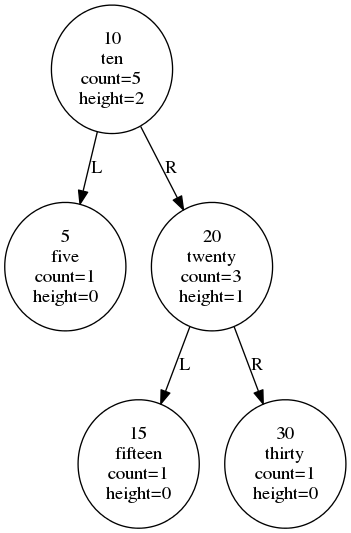 10
ten
count=5
height=2
L
R
5
five
count=1
height=0
20
twenty
count=3
height=1
L
R
15
fifteen
count=1
height=0
30
thirty
count=1
height=0